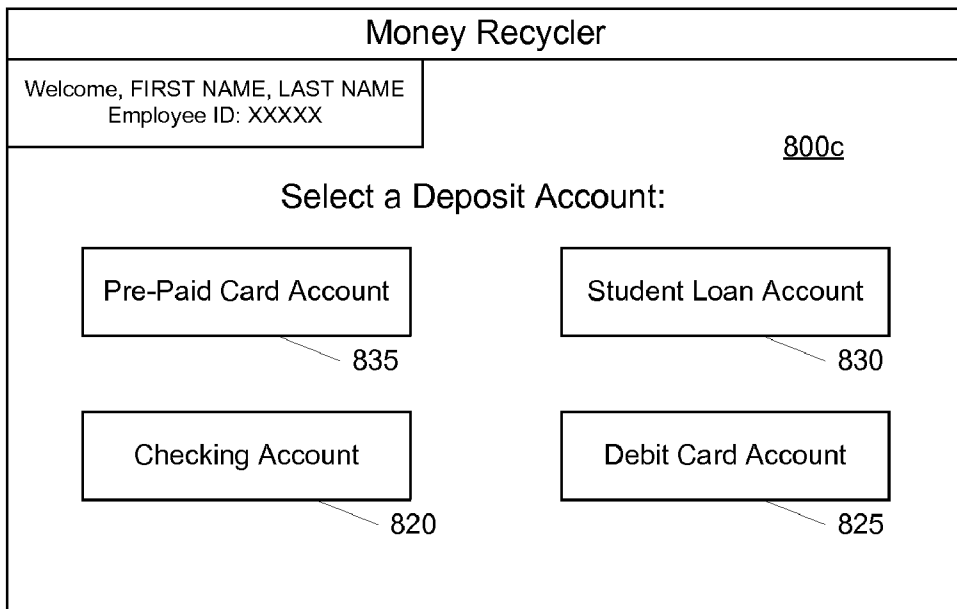 Money Recycler
Welcome, FIRST NAME, LAST NAME
Employee ID: XXXXX
800c
Select a Deposit Account:
Pre-Paid Card Account
Student Loan Account
835
830
Checking Account
Debit Card Account
820
825